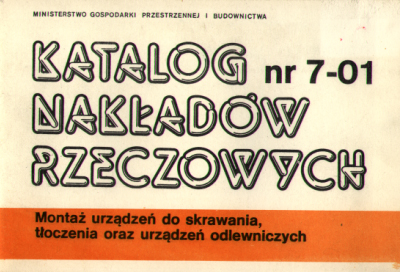 MINISTERSTWO GOSPODARKI PRZESTRZENNEJ I BUDOWNICTWA
KATALOG nr 7-01
NAKŁADÓW
RZECZOWYCH
Montaż urządzeń do skrawania,
tłoczenia oraz urządzeń odlewniczych